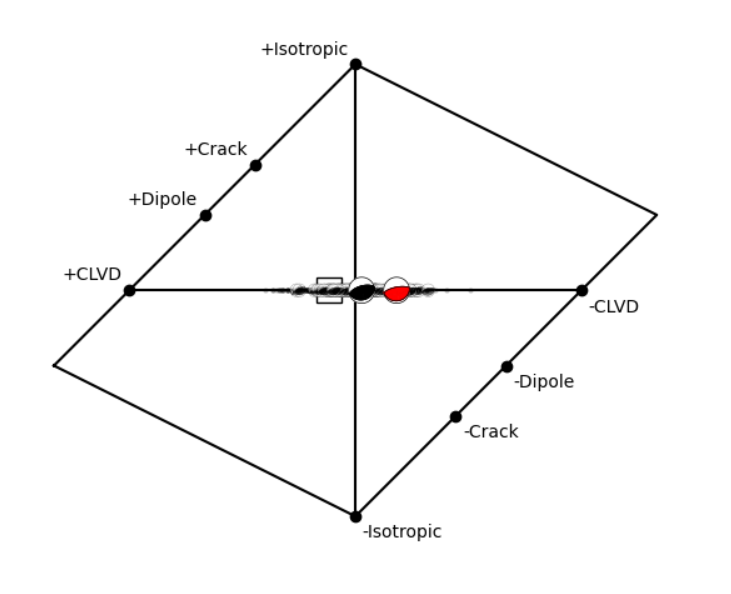 +Isotropic
+Crack
+Dipole
+CLVD
-CLVD
-Dipole
-Crack
-Isotropic